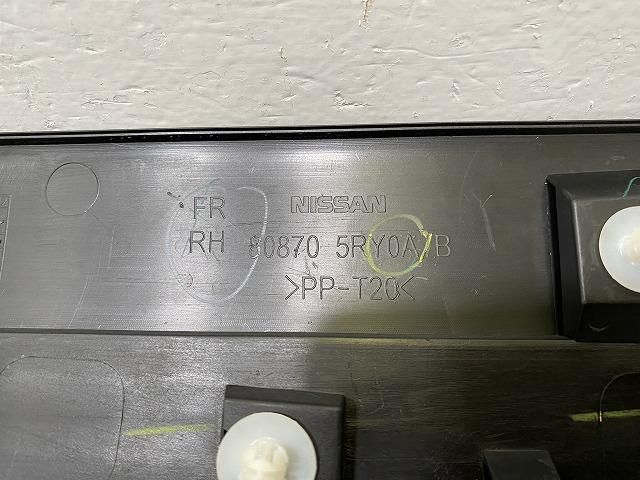 FR NISSAN
RH 80870 5RY0A/B
>PP-T20<